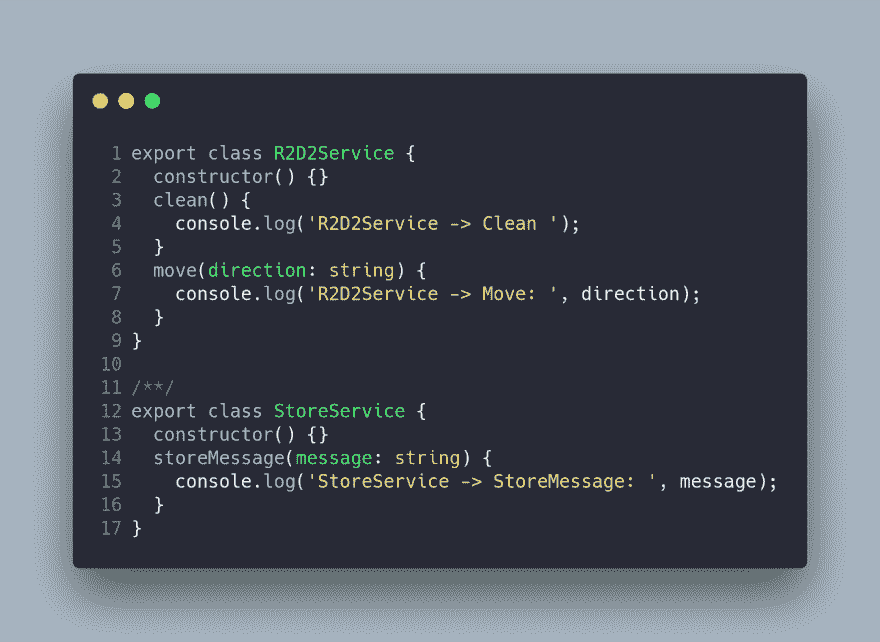 1 export class R2D2Service {
2   constructor() {}
3   clean() {
4     console.log('R2D2Service -> Clean ');
5   }
6   move(direction: string) {
7     console.log('R2D2Service -> Move: ', direction);
8   }
9 }
10
11 /**/
12 export class StoreService {
13   constructor() {}
14   storeMessage(message: string) {
15     console.log('StoreService -> StoreMessage: ', message);
16   }
17 }